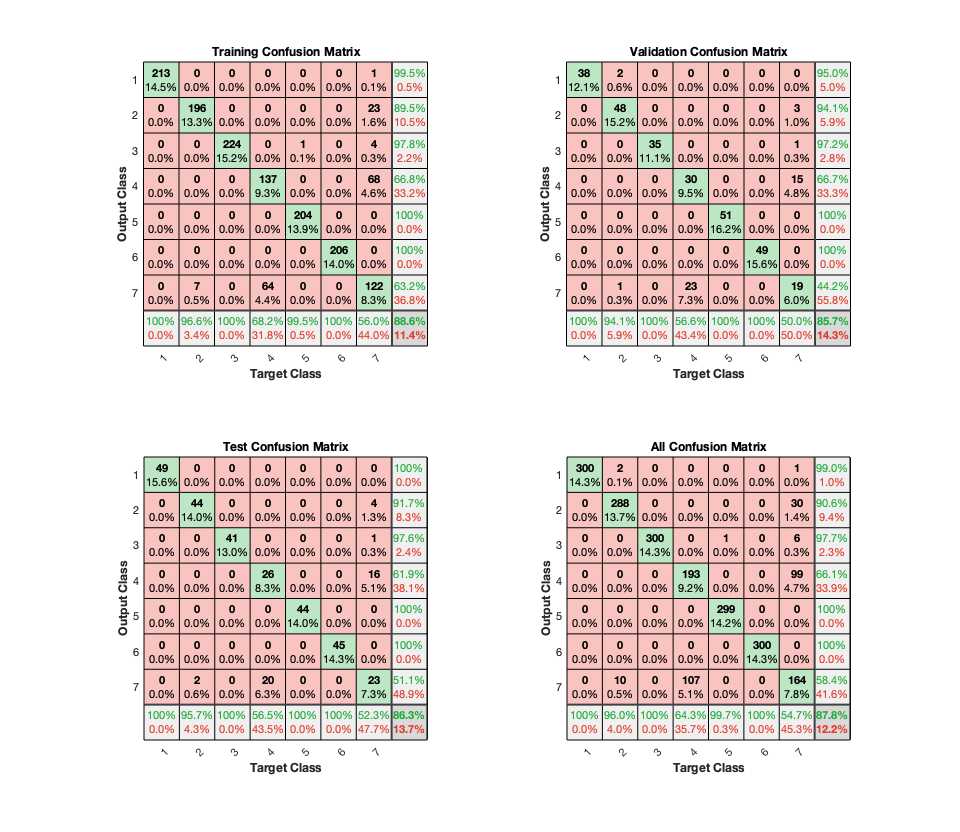 Training Confusion Matrix
Validation Confusion Matrix
1
213 0 0 0 0 0 1 99.5%
14.5% 0.0% 0.0% 0.0% 0.0% 0.0% 0.1% 0.5%
2
0 196 0 0 0 0 23 89.5%
0.0% 13.3% 0.0% 0.0% 0.0% 0.0% 1.6% 10.5%
3
0 0 224 0 1 0 4 97.8%
0.0% 0.0% 15.2% 0.0% 0.1% 0.0% 0.3% 2.2%
4
0 0 0 137 0 0 68 66.8%
0.0% 0.0% 0.0% 9.3% 0.0% 0.0% 4.6% 33.2%
5
0 0 0 0 204 0 0 100%
0.0% 0.0% 0.0% 0.0% 13.9% 0.0% 0.0% 0.0%
6
0 0 0 0 0 206 0 100%
0.0% 0.0% 0.0% 0.0% 0.0% 14.0% 0.0% 0.0%
7
0 7 0 64 0 0 122 63.2%
0.0% 0.5% 0.0% 4.4% 0.0% 0.0% 8.3% 36.8%
100% 96.6% 100% 68.2% 99.5% 100% 56.0% 88.6%
0.0% 3.4% 0.0% 31.8% 0.5% 0.0% 44.0% 11.4%
1 2 3 4 5 6 7
Target Class
Output Class
1
38 2 0 0 0 0 0 95.0%
12.1% 0.6% 0.0% 0.0% 0.0% 0.0% 0.0% 5.0%
2
0 48 0 0 0 0 3 94.1%
0.0% 15.2% 0.0% 0.0% 0.0% 0.0% 1.0% 5.9%
3
0 0 35 0 0 0 1 97.2%
0.0% 0.0% 11.1% 0.0% 0.0% 0.0% 0.3% 2.8%
4
0 0 0 30 0 0 15 66.7%
0.0% 0.0% 0.0% 9.5% 0.0% 0.0% 4.8% 33.3%
5
0 0 0 0 51 0 0 100%
0.0% 0.0% 0.0% 0.0% 16.2% 0.0% 0.0% 0.0%
6
0 0 0 0 0 49 0 100%
0.0% 0.0% 0.0% 0.0% 0.0% 15.6% 0.0% 0.0%
7
0 1 0 23 0 0 19 44.2%
0.0% 0.3% 0.0% 7.3% 0.0% 0.0% 6.0% 55.8%
100% 94.1% 100% 56.6% 100% 100% 50.0% 85.7%
0.0% 5.9% 0.0% 43.4% 0.0% 0.0% 50.0% 14.3%
1 2 3 4 5 6 7
Target Class
Output Class
Test Confusion Matrix
All Confusion Matrix
1
49 0 0 0 0 0 0 100%
15.6% 0.0% 0.0% 0.0% 0.0% 0.0% 0.0% 0.0%
2
0 44 0 0 0 0 4 91.7%
0.0% 14.0% 0.0% 0.0% 0.0% 0.0% 1.3% 8.3%
3
0 0 41 0 0 0 1 97.6%
0.0% 0.0% 13.0% 0.0% 0.0% 0.0% 0.3% 2.4%
4
0 0 0 26 0 0 16 61.9%
0.0% 0.0% 0.0% 8.3% 0.0% 0.0% 5.1% 38.1%
5
0 0 0 0 44 0 0 100%
0.0% 0.0% 0.0% 0.0% 14.0% 0.0% 0.0% 0.0%
6
0 0 0 0 0 45 0 100%
0.0% 0.0% 0.0% 0.0% 0.0% 14.3% 0.0% 0.0%
7
0 2 0 20 0 0 23 51.1%
0.0% 0.6% 0.0% 6.3% 0.0% 0.0% 7.3% 48.9%
100% 95.7% 100% 56.5% 100% 100% 52.3% 86.3%
0.0% 4.3% 0.0% 43.5% 0.0% 0.0% 47.7% 13.7%
1 2 3 4 5 6 7
Target Class
Output Class
1
300 2 0 0 0 0 1 99.0%
14.3% 0.1% 0.0% 0.0% 0.0% 0.0% 0.0% 1.0%
2
0 288 0 0 0 0 30 90.6%
0.0% 13.7% 0.0% 0.0% 0.0% 0.0% 1.4% 9.4%
3
0 0 300 0 1 0 6 97.7%
0.0% 0.0% 14.3% 0.0% 0.0% 0.0% 0.3% 2.3%
4
0 0 0 193 0 0 99 66.1%
0.0% 0.0% 0.0% 9.2% 0.0% 0.0% 4.7% 33.9%
5
0 0 0 0 299 0 0 100%
0.0% 0.0% 0.0% 0.0% 14.2% 0.0% 0.0% 0.0%
6
0 0 0 0 0 300 0 100%
0.0% 0.0% 0.0% 0.0% 0.0% 14.3% 0.0% 0.0%
7
0 10 0 107 0 0 164 58.4%
0.0% 0.5% 0.0% 5.1% 0.0% 0.0% 7.8% 41.6%
100% 96.0% 100% 64.3% 99.7% 100% 54.7% 87.8%
0.0% 4.0% 0.0% 35.7% 0.3% 0.0% 45.3% 12.2%
1 2 3 4 5 6 7
Target Class
Output Class